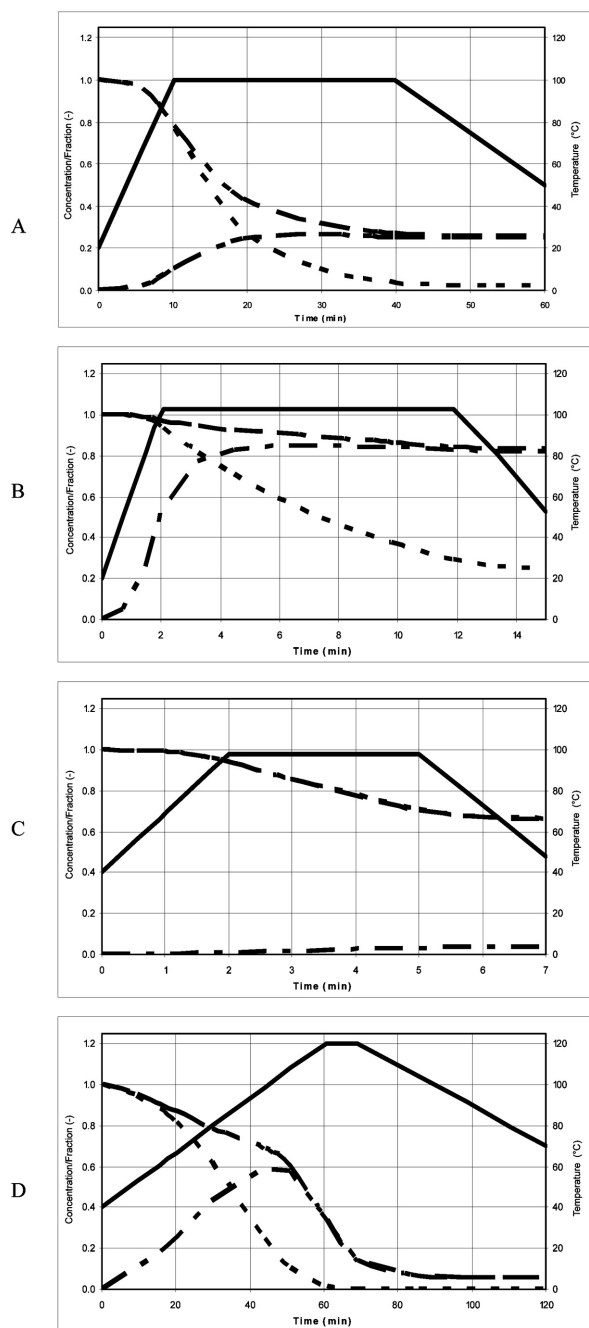 A
Concentration/Fraction (-)
1.2
1.0
0.8
0.6
0.4
0.2
0.0
0 10 20 30 40 50 60
Time (min)
120
100
80
60
40
20
0
Temperature (°C)
B
Concentration/Fraction (-)
1.2
1.0
0.8
0.6
0.4
0.2
0.0
0 2 4 6 8 10 12 14
Time (min)
120
100
80
60
40
20
0
Temperature (°C)
C
Concentration/Fraction (-)
1.2
1.0
0.8
0.6
0.4
0.2
0.0
0 1 2 3 4 5 6 7
Time (min)
120
100
80
60
40
20
0
Temperature (°C)
D
Concentration/Fraction (-)
1.2
1.0
0.8
0.6
0.4
0.2
0.0
0 20 40 60 80 100 120
Time (min)
120
100
80
60
40
20
0
Temperature (°C)